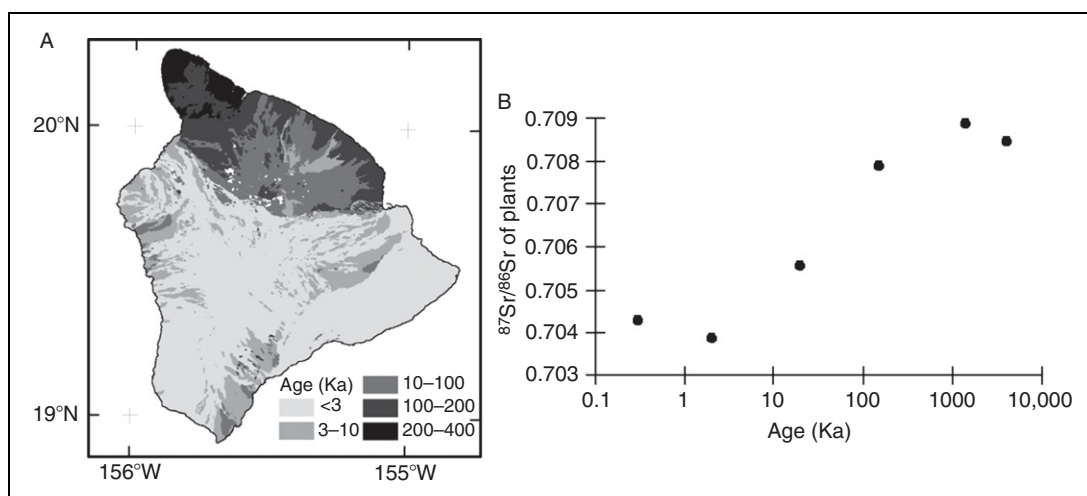 A
20°N
19°N
156°W
155°W
Age (Ka)
<3
3–10
10–100
100–200
200–400
B
⁸⁷Sr/⁸⁶Sr of plants
0.709
0.708
0.707
0.706
0.705
0.704
0.703
0.1
1
10
100
1000
10,000
Age (Ka)